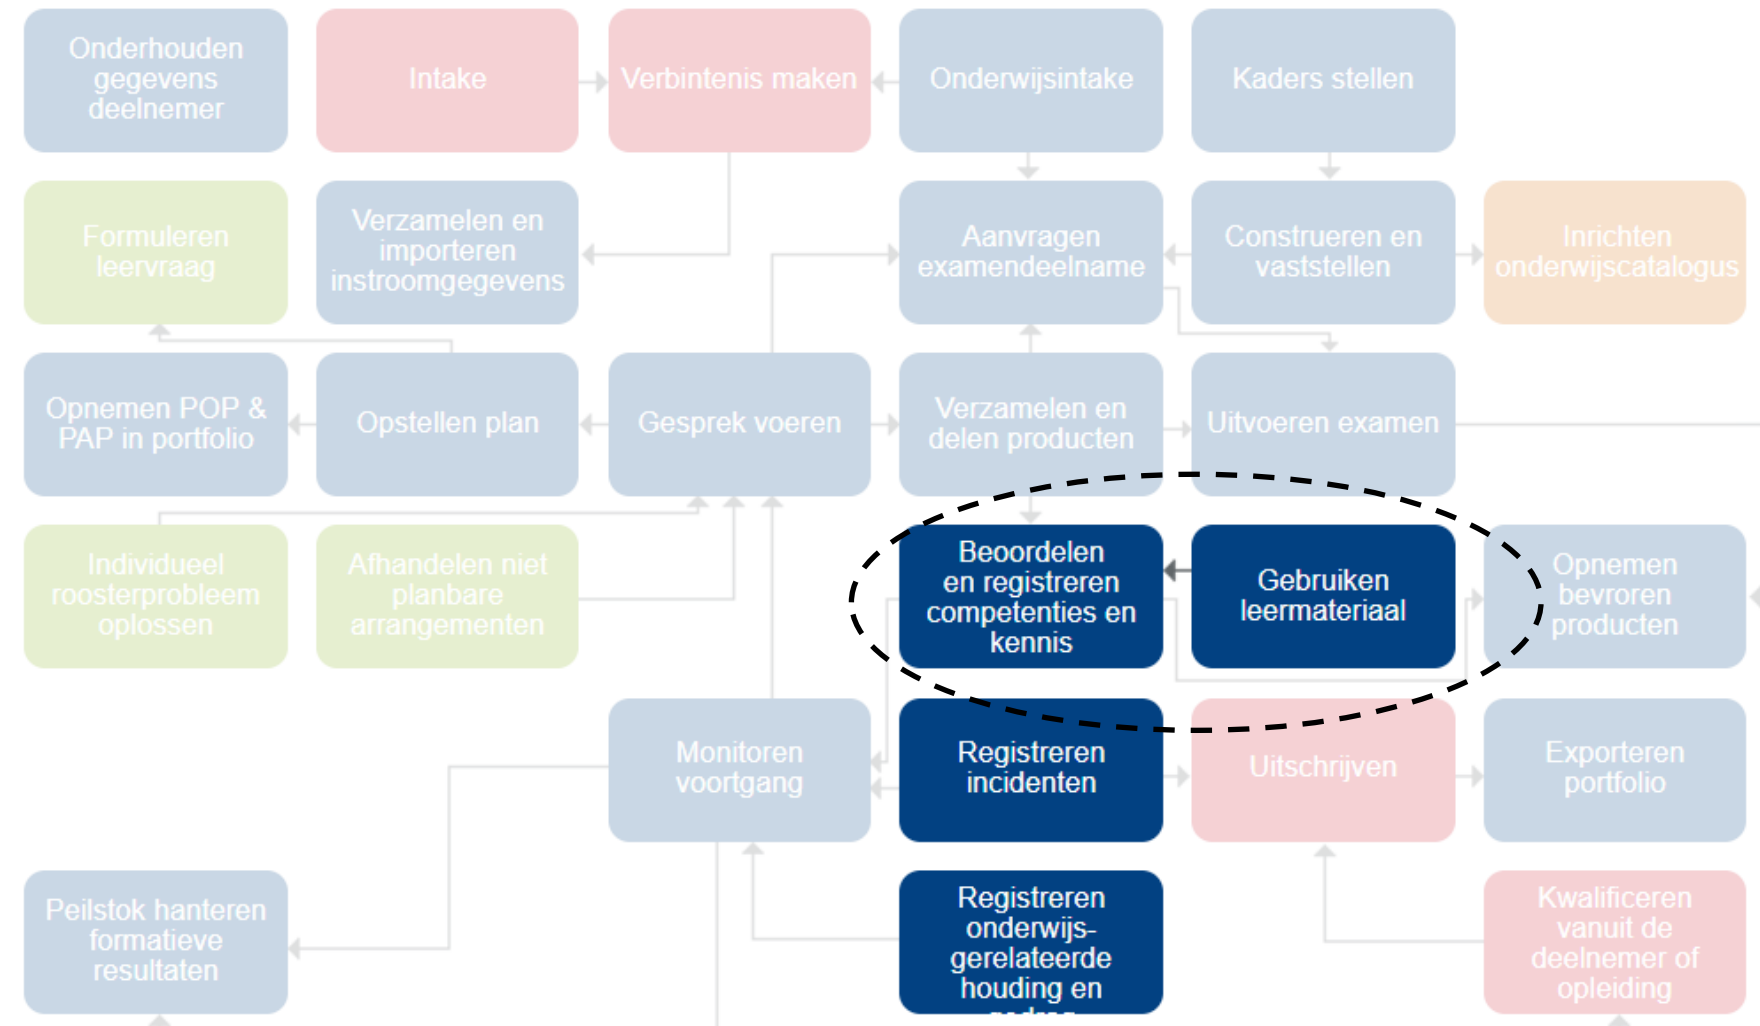 Onderhouden
gegevens
deelnemer
Intake
Verbintenis maken
Onderwijsintake
Kaders stellen
Formuleren
leervraag
Verzamelen en
importeren
instroomgegevens
Aanvragen
examendeelname
Construeren en
vaststellen
Inrichten
onderwijscatalogus
Opnemen POP &
PAP in portfolio
Opstellen plan
Gesprek voeren
Verzamelen en
delen producten
Uitvoeren examen
Individueel
roosterprobleem
oplossen
Afhandelen niet
planbare
arrangementen
Beoordelen
en registreren
competenties en
kennis
Gebruiken
leermateriaal
Opnemen
bevroren
producten
Monitoren
voortgang
Registreren
incidenten
Uitschrijven
Exporteren
portfolio
Peilstok hanteren
formatieve
resultaten
Registreren
onderwijs-
gerelateerde
houding en
Kwalificeren
vanuit de
deelnemer of
opleiding